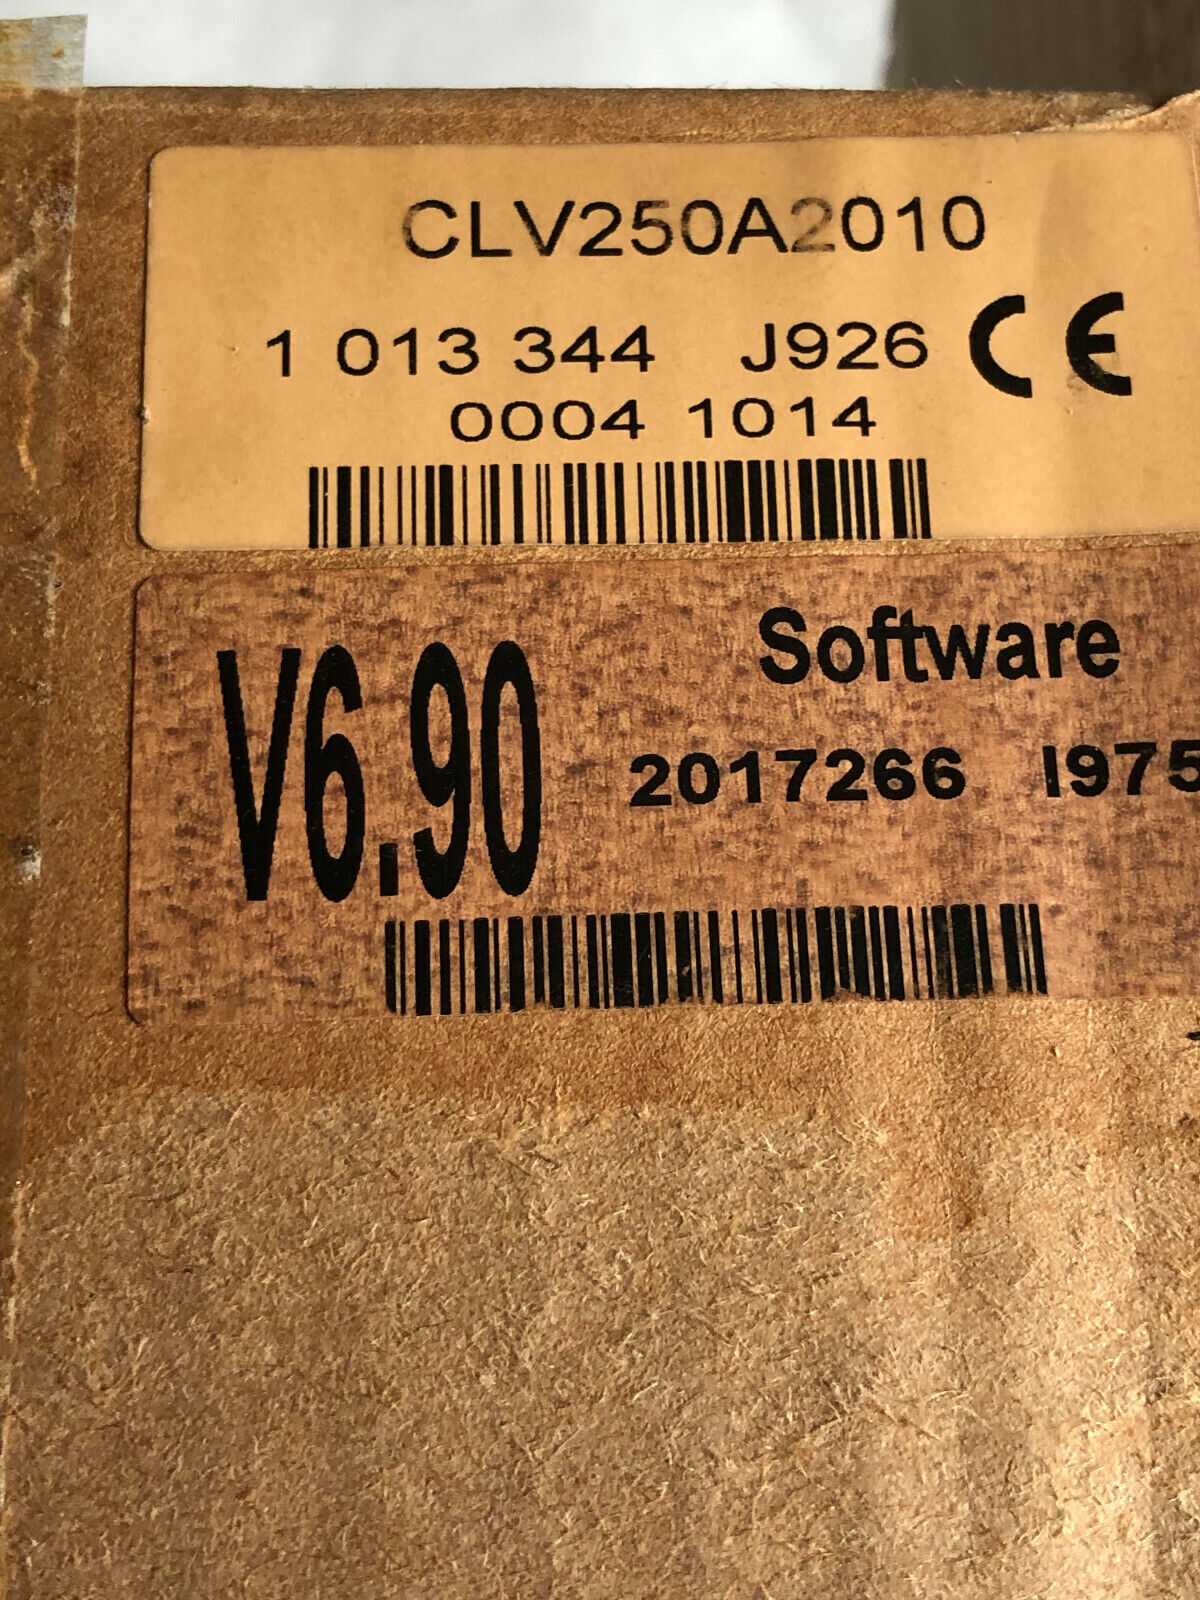 CLV250A2010
1 013 344 J926 CE
0004 1014
Software
V6.90
2017266 I975